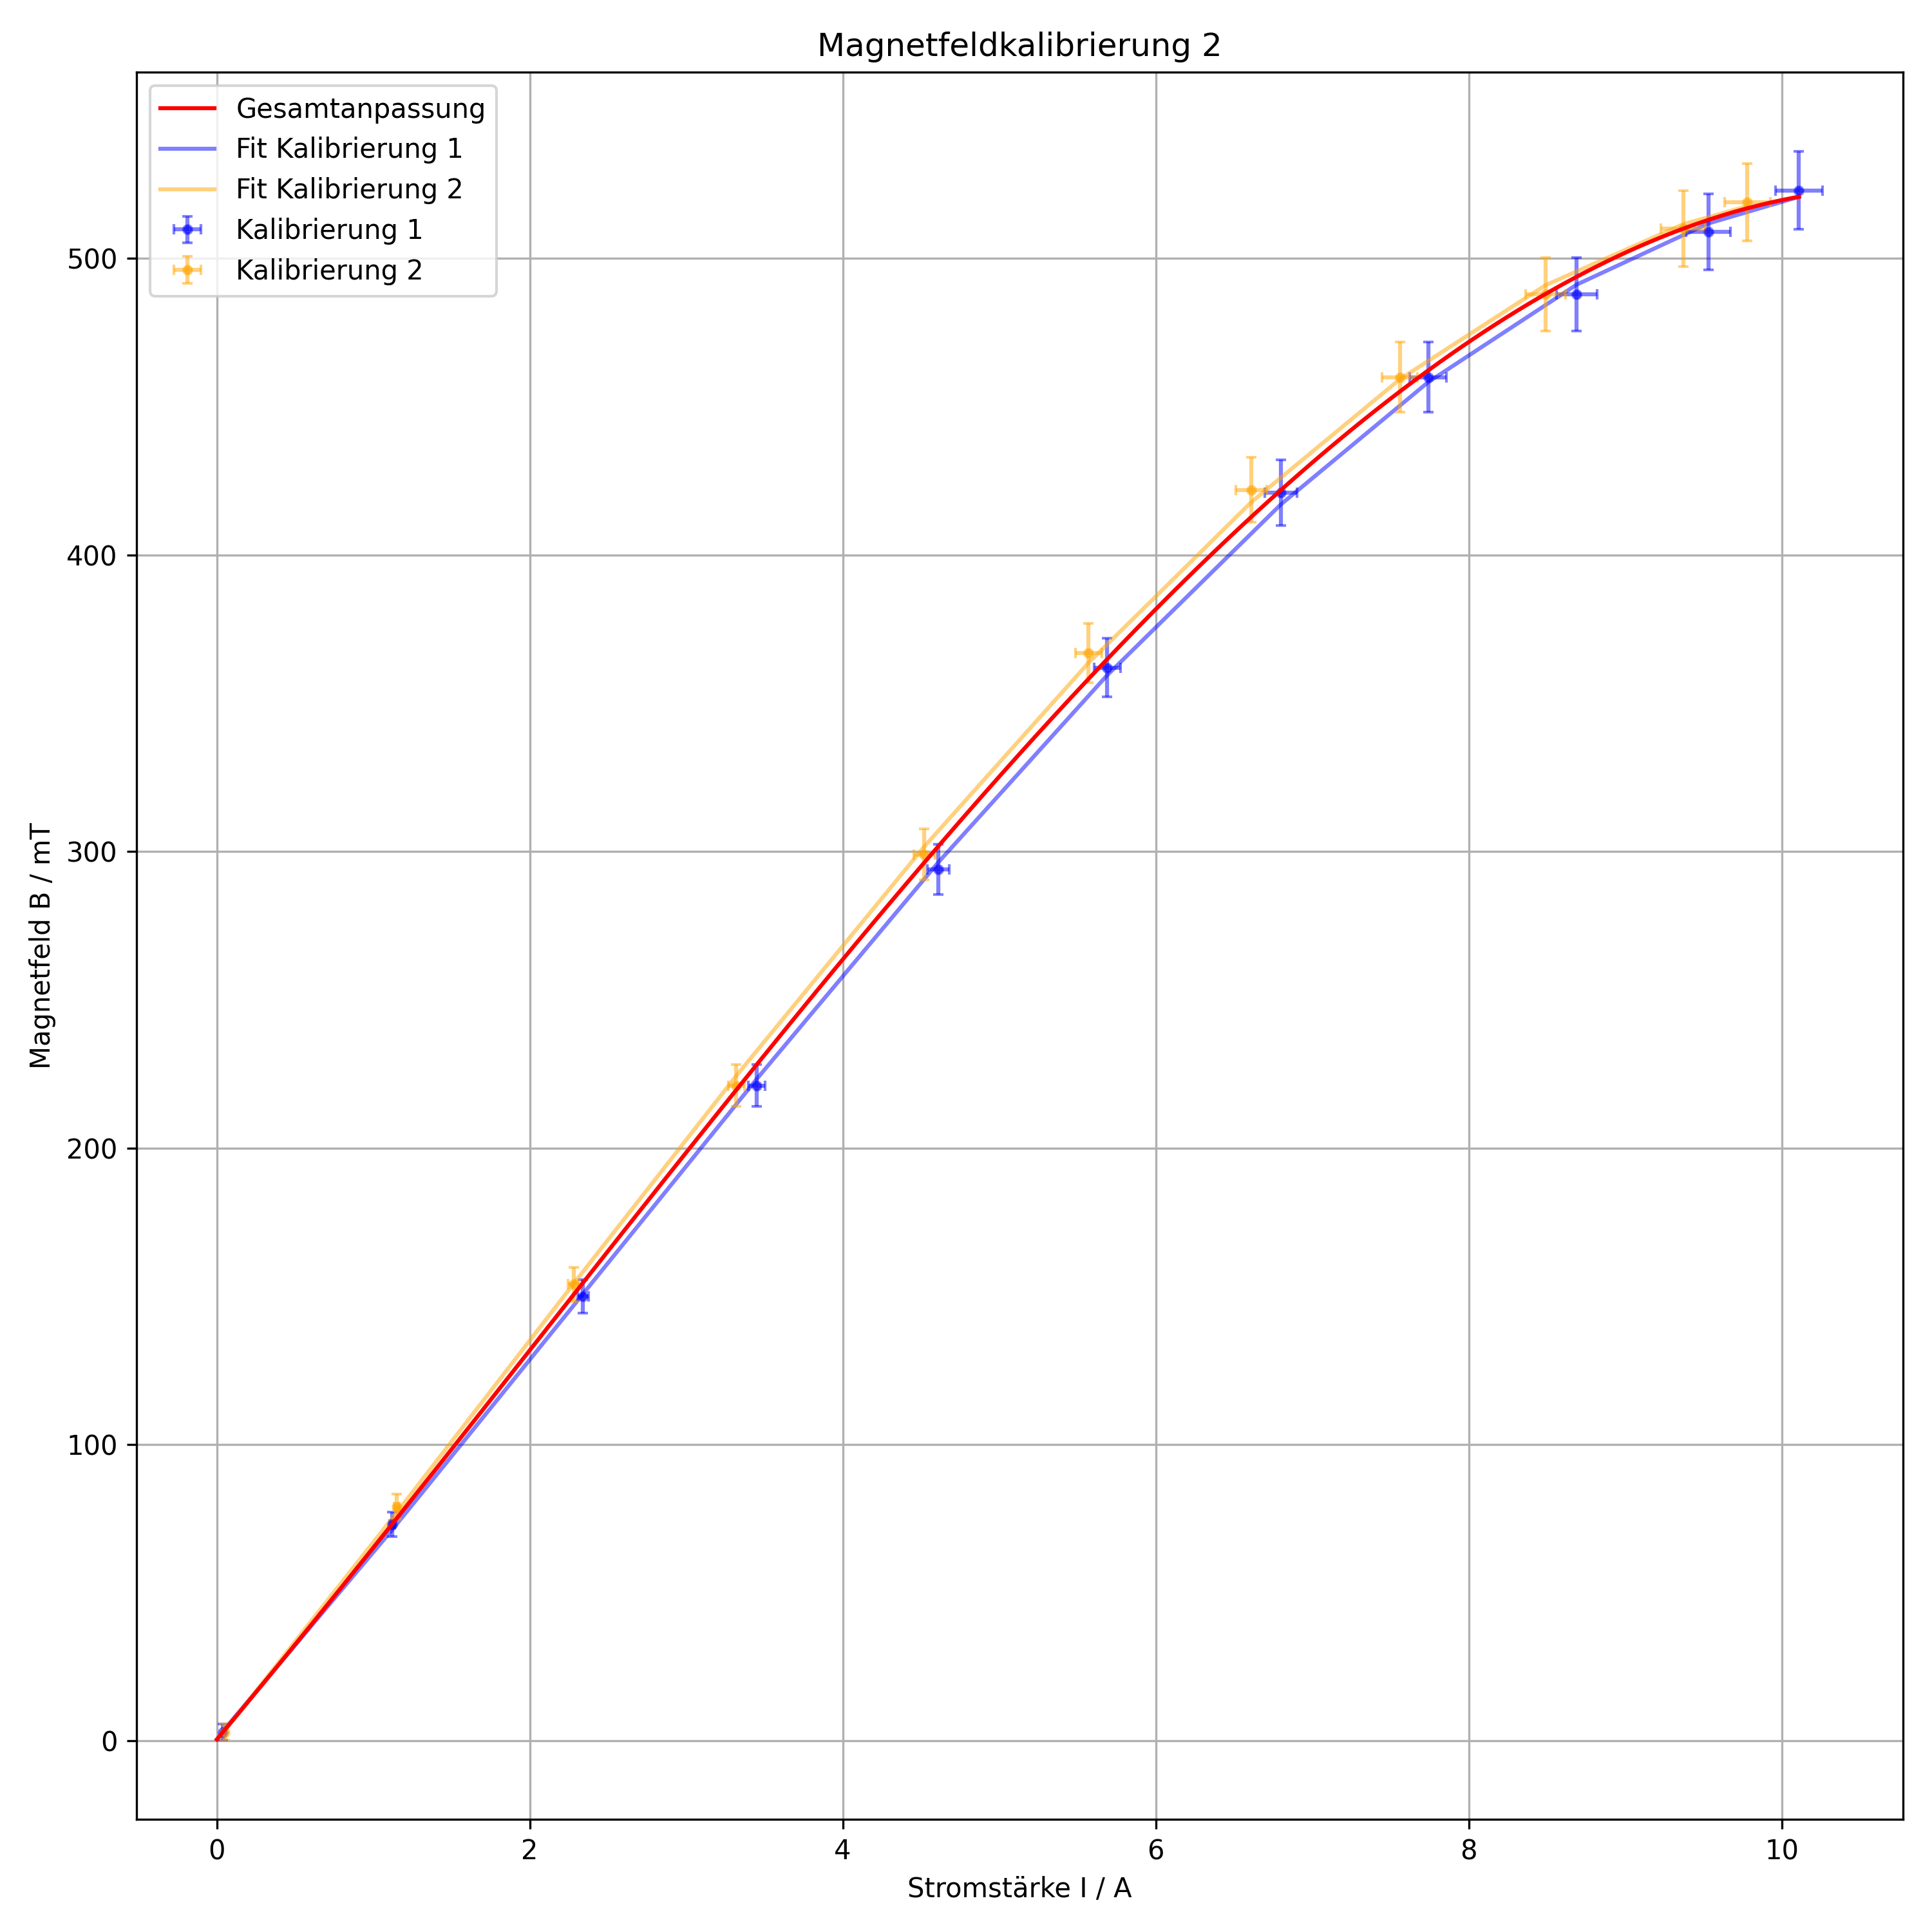 Magnetfeldkalibrierung 2
Gesamtanpassung
Fit Kalibrierung 1
Fit Kalibrierung 2
Kalibrierung 1
Kalibrierung 2
500
400
300
200
100
0
Magnetfeld B / mT
0 2 4 6 8 10
Stromstärke I / A